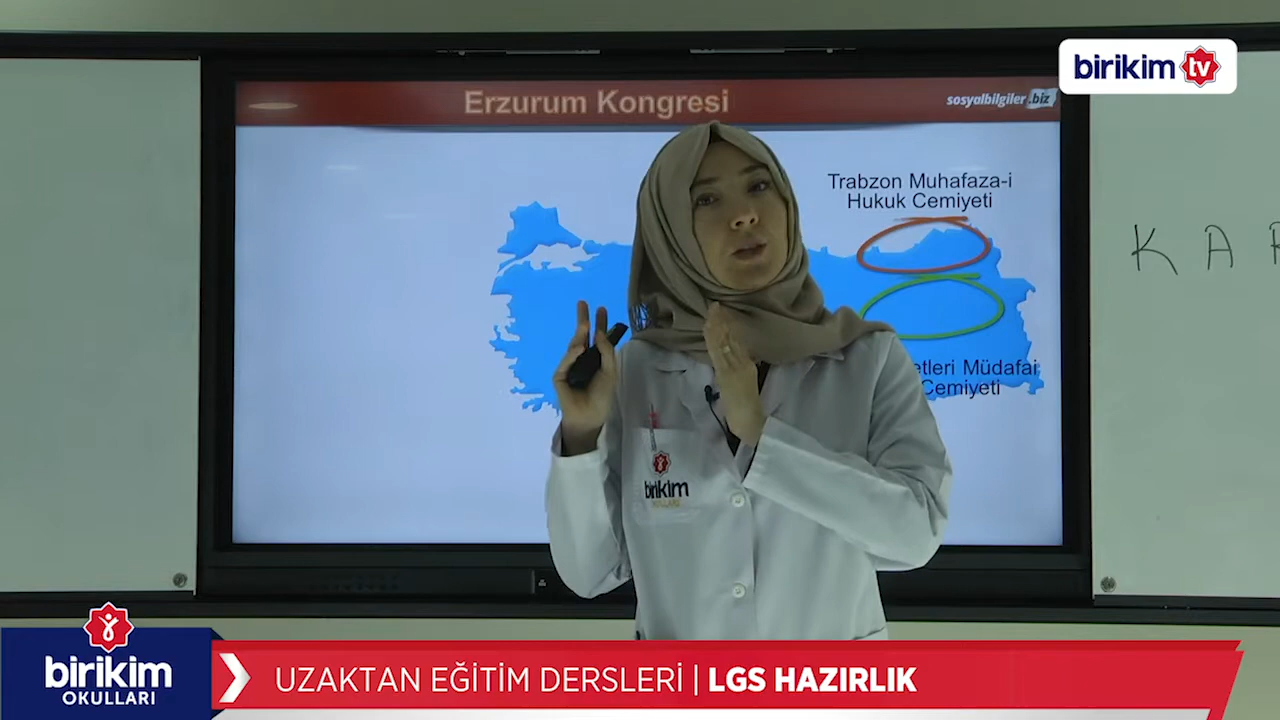 birikim tv
Erzurum Kongresi
sosyalbilgiler.biz
Trabzon Muhafaza-i
Hukuk Cemiyeti
Müdafai
Cemiyeti
K A
birikim
OKULLARI
birikim
OKULLARI
UZAKTAN EĞİTİM DERSLERİ | LGS HAZIRLIK